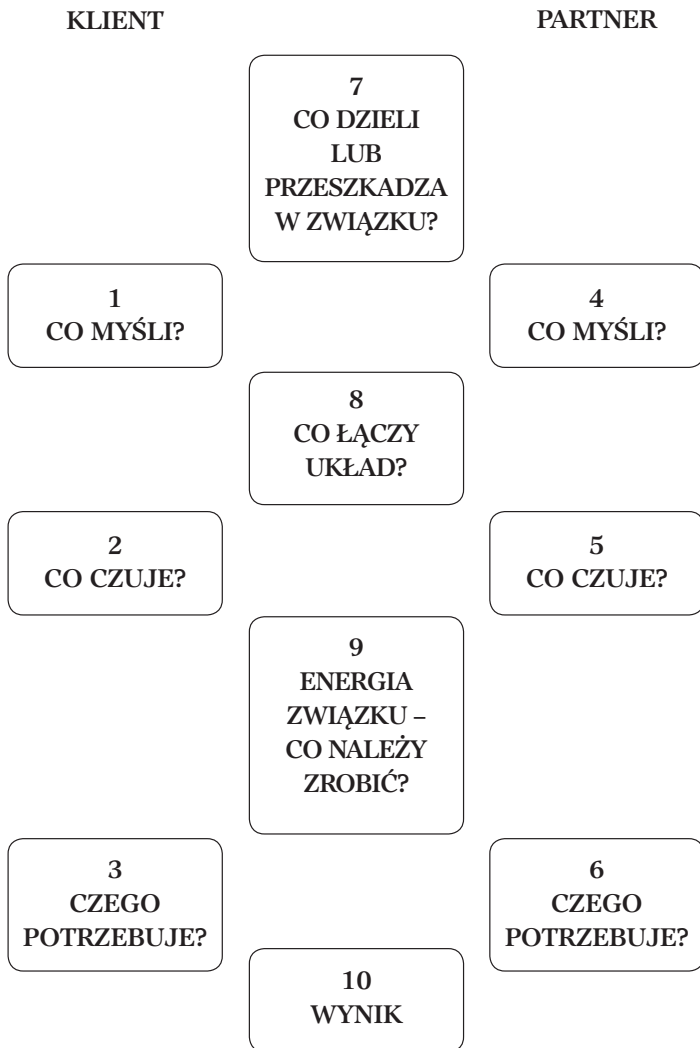 KLIENT
PARTNER
7
CO DZIELI
LUB
PRZESZKADZA
W ZWIĄZKU?
1
CO MYŚLI?
4
CO MYŚLI?
8
CO ŁĄCZY
UKŁAD?
2
CO CZUJE?
5
CO CZUJE?
9
ENERGIA
ZWIĄZKU –
CO NALEŻY
ZROBIĆ?
3
CZEGO
POTRZEBUJE?
6
CZEGO
POTRZEBUJE?
10
WYNIK